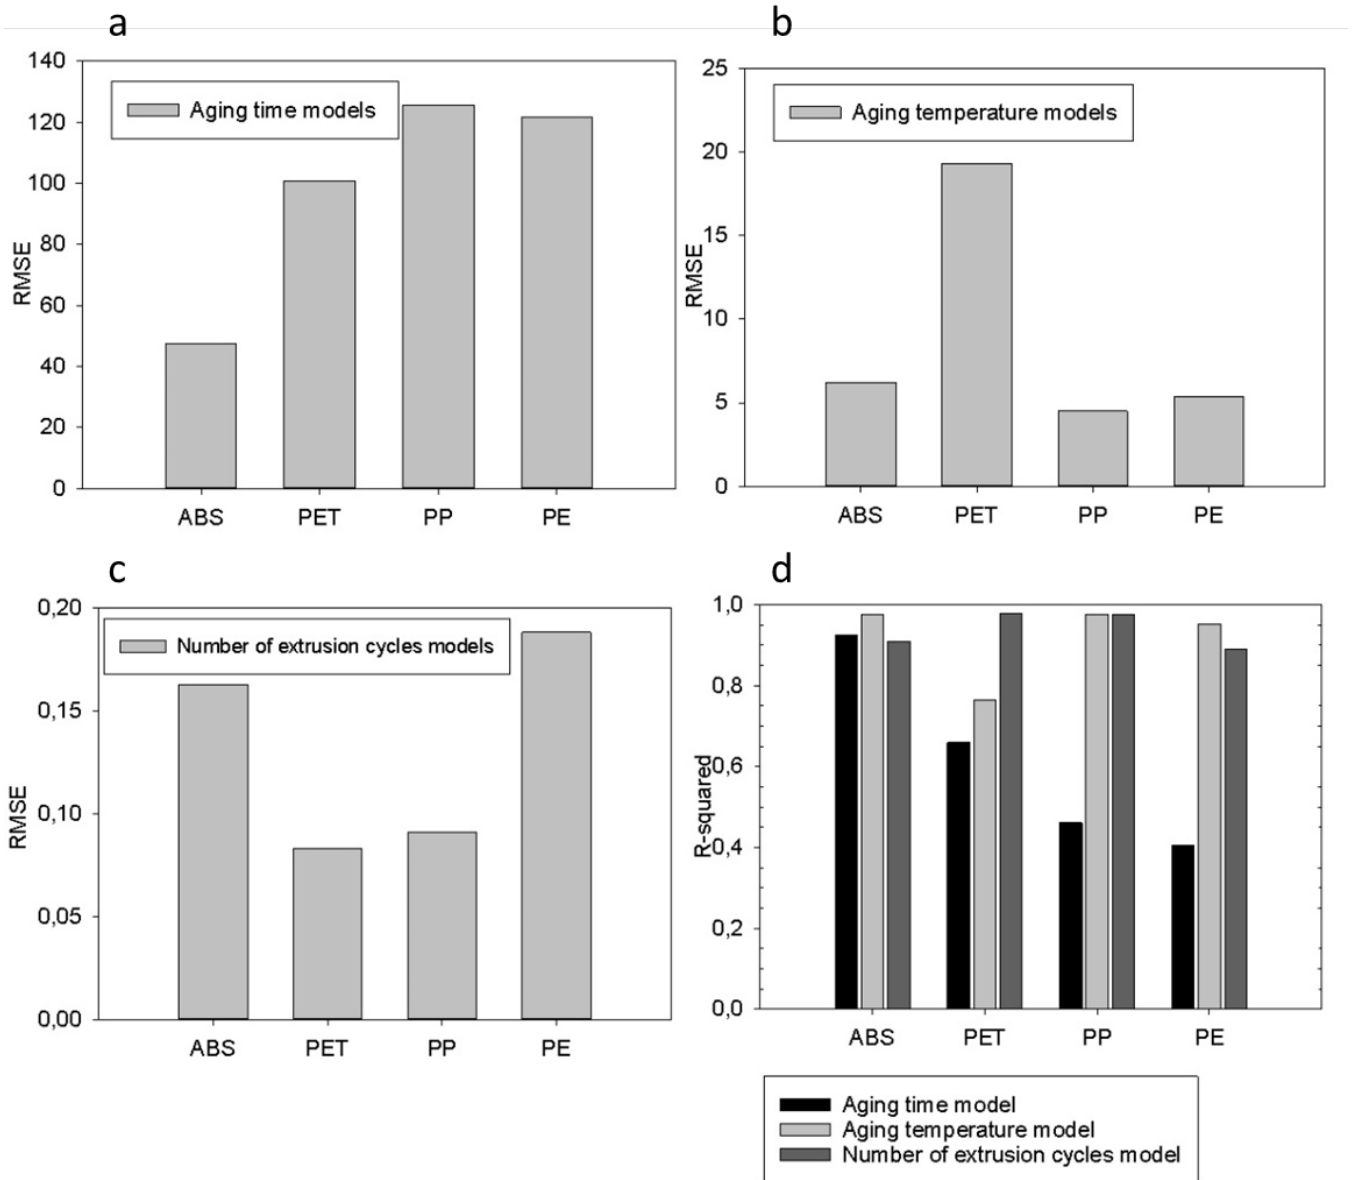 a
140
120
100
80
60
40
20
0
RMSE
Aging time models
ABS PET PP PE
b
25
20
15
10
5
0
RMSE
Aging temperature models
ABS PET PP PE
c
0,20
0,15
0,10
0,05
0,00
RMSE
Number of extrusion cycles models
ABS PET PP PE
d
1,0
0,8
0,6
0,4
0,2
0,0
R-squared
ABS PET PP PE
Aging time model
Aging temperature model
Number of extrusion cycles model